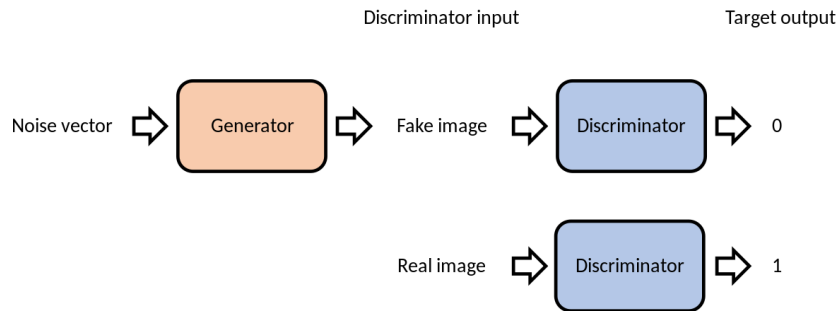 Discriminator input
Target output
Noise vector
Generator
Fake image
Discriminator
0
Real image
Discriminator
1